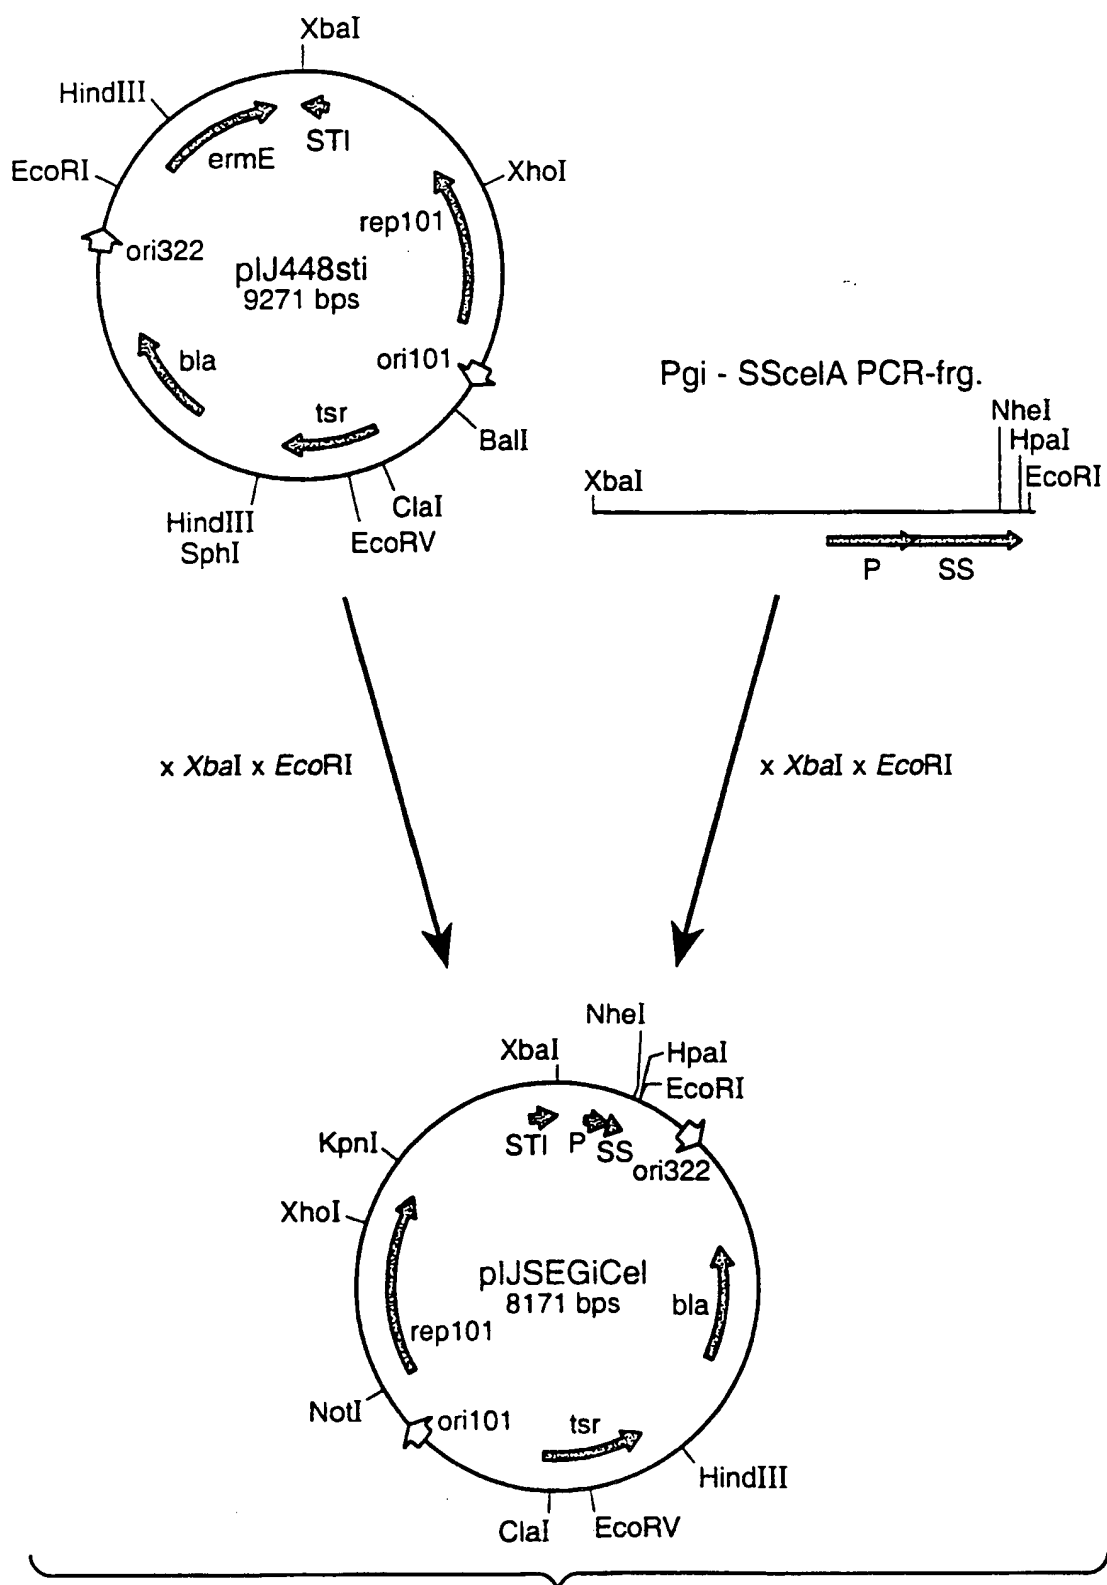 XbaI
HindIII
EcoRI
ermE
STI
XhoI
rep101
ori322
pIJ448sti
9271 bps
bla
ori101
tsr
BalI
ClaI
EcoRV
HindIII
SphI
Pgi - SScelA PCR-frg.
NheI
HpaI
EcoRI
XbaI
P
SS
x XbaI x EcoRI
x XbaI x EcoRI
NheI
XbaI
HpaI
EcoRI
KpnI
STI
P
SS
ori322
XhoI
pIJSEGiCel
8171 bps
bla
rep101
NotI
ori101
tsr
HindIII
ClaI
EcoRV